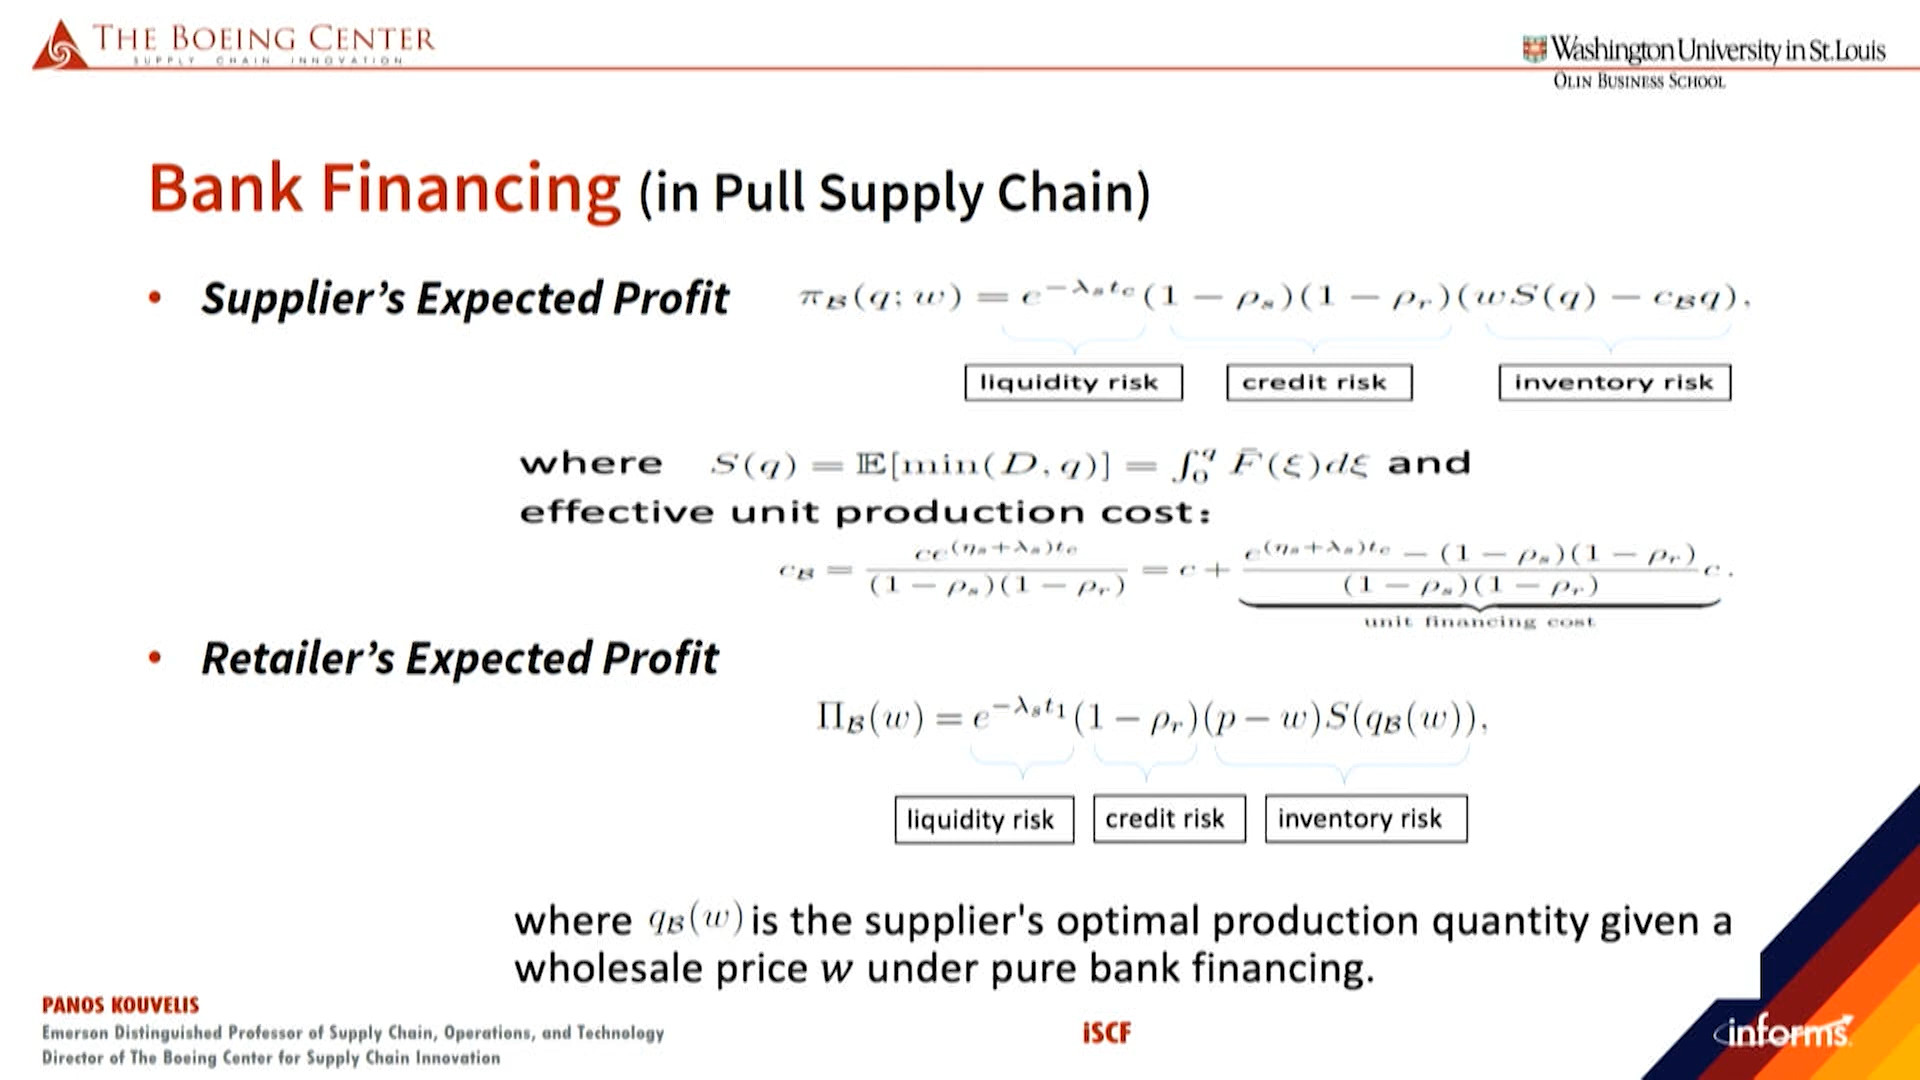 THE BOEING CENTER
SUPPLY CHAIN INNOVATION
Washington University in St.Louis
OLIN BUSINESS SCHOOL
Bank Financing (in Pull Supply Chain)
• Supplier's Expected Profit π_B(q; w) = e^{−λ_s t_c}(1 − ρ_s)(1 − ρ_r)(wS(q) − c_B q).
liquidity risk credit risk inventory risk
where S(q) = 𝔼[min(D, q)] = ∫_0^q F̄(ξ)dξ and
effective unit production cost:
c_B = ce^{(η_s+λ_s)t_c} / (1 − ρ_s)(1 − ρ_r) = c + e^{(η_s+λ_s)t_c} − (1 − ρ_s)(1 − ρ_r) / (1 − ρ_s)(1 − ρ_r) c.
unit financing cost
• Retailer's Expected Profit
Π_B(w) = e^{−λ_s t_1}(1 − ρ_r)(p − w)S(q_B(w)),
liquidity risk credit risk inventory risk
where q_B(w) is the supplier's optimal production quantity given a
wholesale price w under pure bank financing.
PANOS KOUVELIS
Emerson Distinguished Professor of Supply Chain, Operations, and Technology
Director of The Boeing Center for Supply Chain Innovation
iSCF
informs